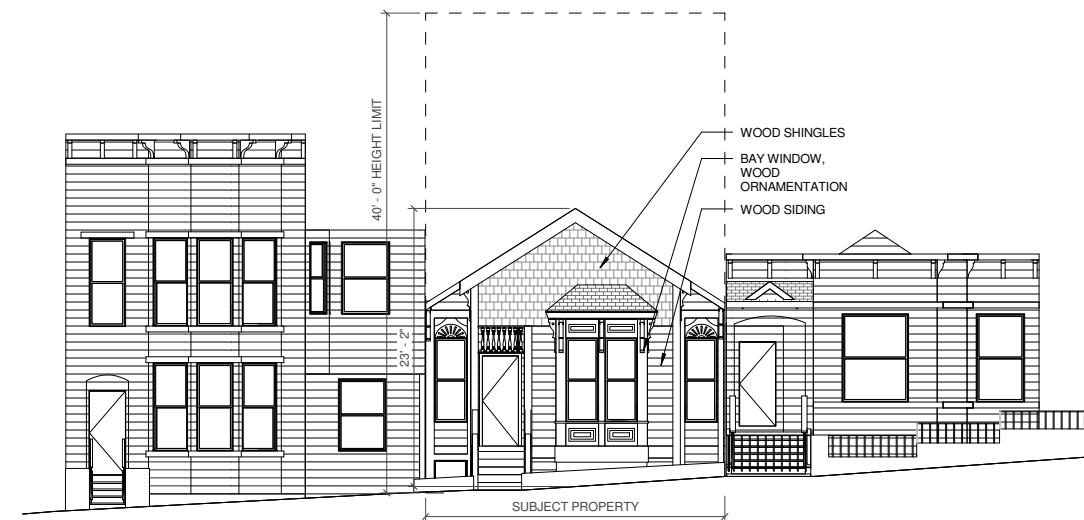 40' - 0" HEIGHT LIMIT
WOOD SHINGLES
BAY WINDOW,
WOOD
ORNAMENTATION
WOOD SIDING
23' - 2"
SUBJECT PROPERTY